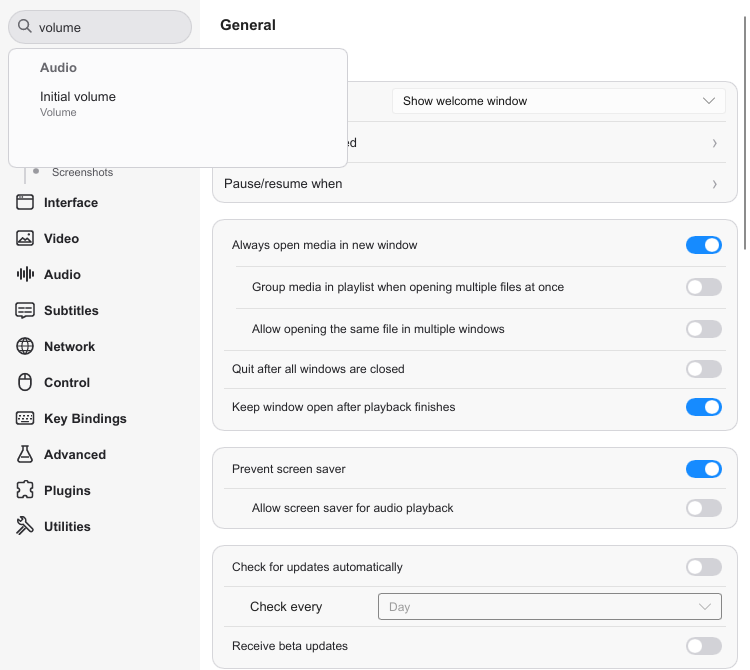 volume
General
Audio
Initial volume
Volume
Show welcome window
Pause/resume when
Screenshots
Interface
Video
Audio
Subtitles
Network
Control
Key Bindings
Advanced
Plugins
Utilities
Always open media in new window
Group media in playlist when opening multiple files at once
Allow opening the same file in multiple windows
Quit after all windows are closed
Keep window open after playback finishes
Prevent screen saver
Allow screen saver for audio playback
Check for updates automatically
Check every
Day
Receive beta updates